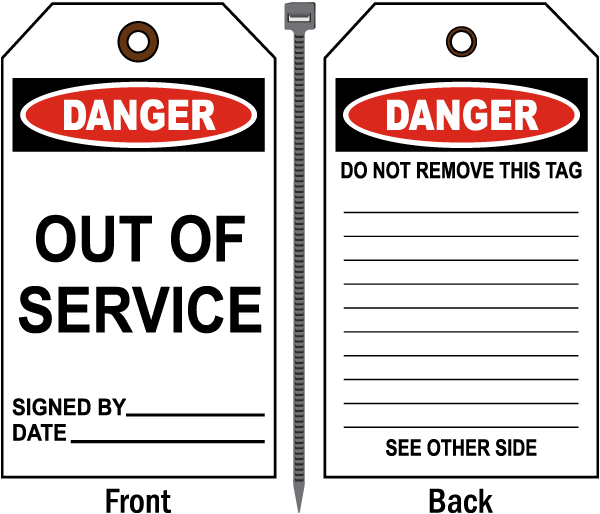 DANGER
OUT OF
SERVICE
SIGNED BY
DATE
Front
DANGER
DO NOT REMOVE THIS TAG
SEE OTHER SIDE
Back